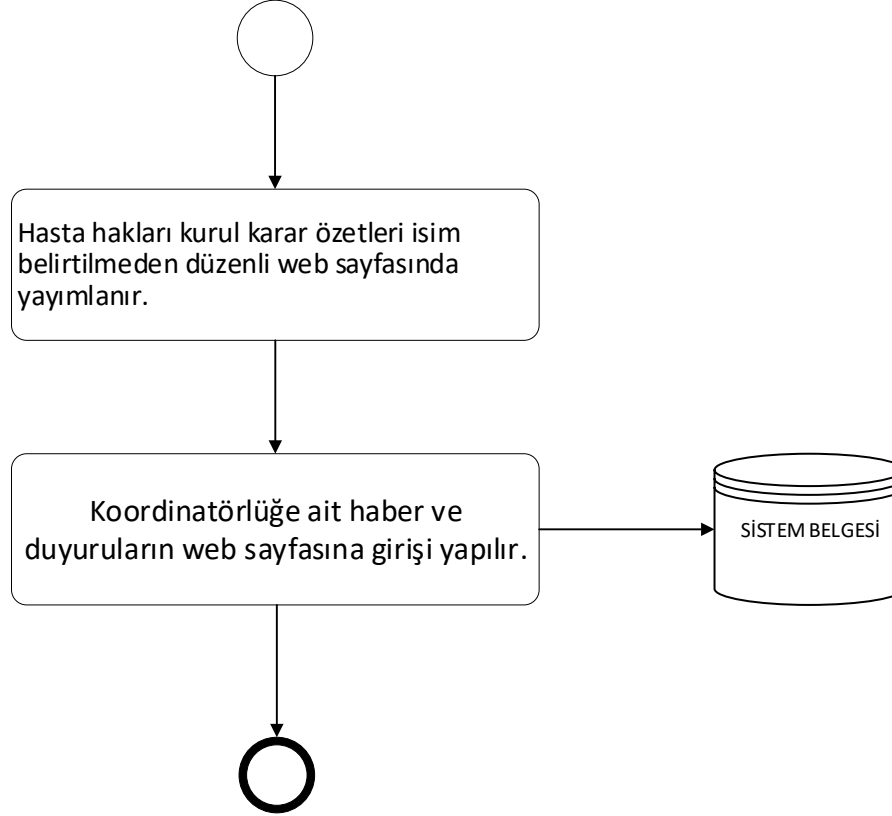 Hasta hakları kurul karar özetleri isim
belirtilmeden düzenli web sayfasında
yayımlanır.
Koordinatörlüğe ait haber ve
duyuruların web sayfasına girişi yapılır.
SİSTEM BELGESİ